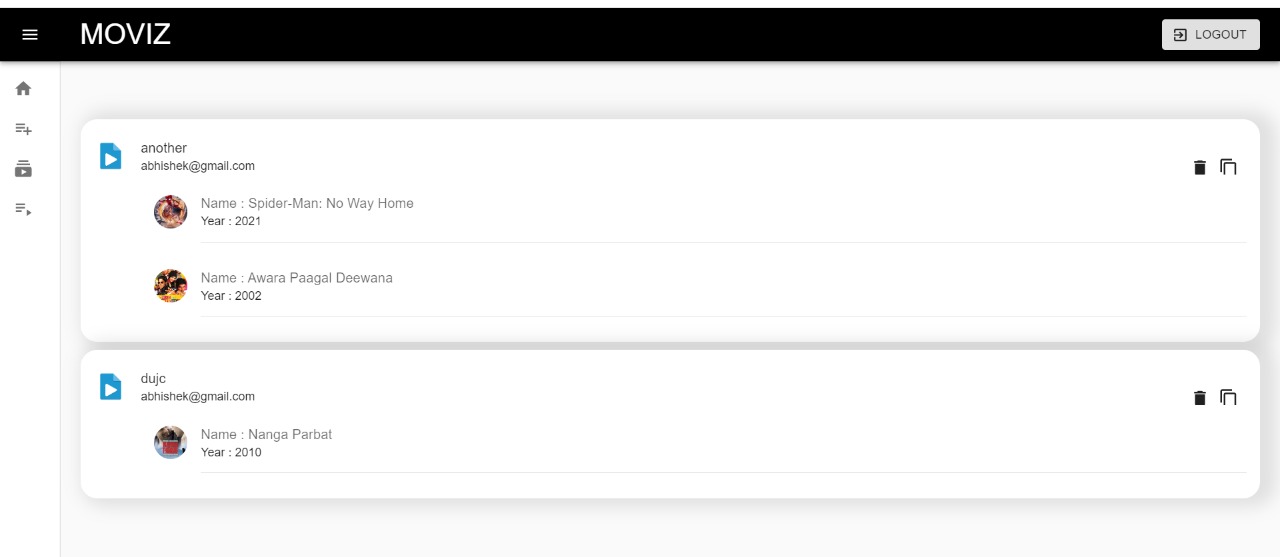 MOVIZ
LOGOUT
another
abhishek@gmail.com
Name : Spider-Man: No Way Home
Year : 2021
Name : Awara Paagal Deewana
Year : 2002
dujc
abhishek@gmail.com
Name : Nanga Parbat
Year : 2010